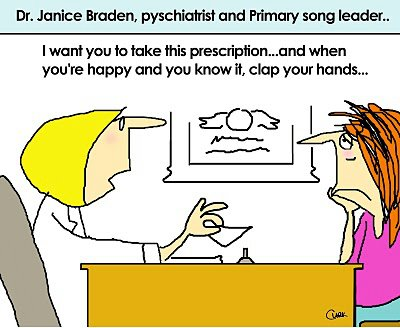 Dr. Janice Braden, pyschiatrist and Primary song leader..
I want you to take this prescription...and when
you're happy and you know it, clap your hands...